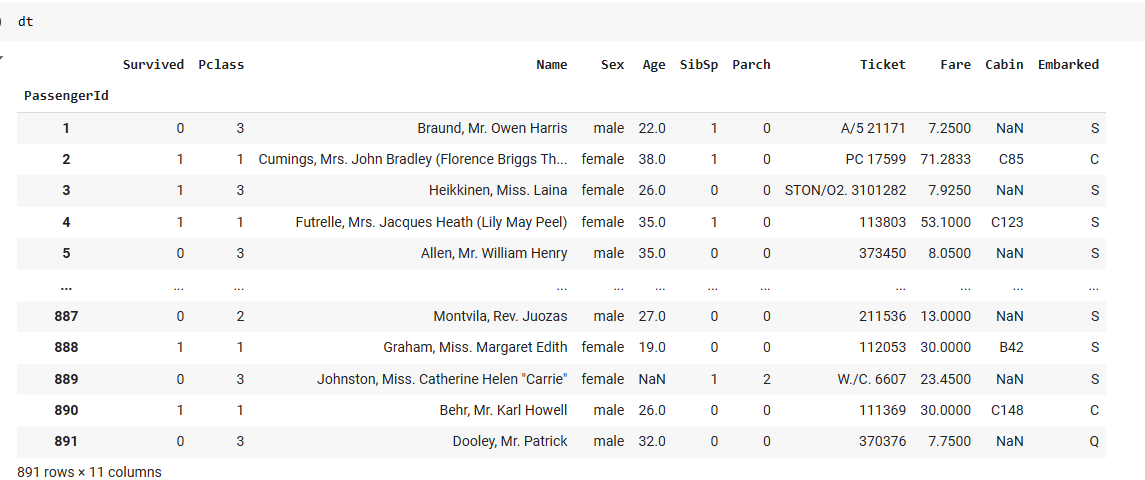 dt
Survived Pclass Name Sex Age SibSp Parch Ticket Fare Cabin Embarked
PassengerId
1 0 3 Braund, Mr. Owen Harris male 22.0 1 0 A/5 21171 7.2500 NaN S
2 1 1 Cumings, Mrs. John Bradley (Florence Briggs Th... female 38.0 1 0 PC 17599 71.2833 C85 C
3 1 3 Heikkinen, Miss. Laina female 26.0 0 0 STON/O2. 3101282 7.9250 NaN S
4 1 1 Futrelle, Mrs. Jacques Heath (Lily May Peel) female 35.0 1 0 113803 53.1000 C123 S
5 0 3 Allen, Mr. William Henry male 35.0 0 0 373450 8.0500 NaN S
... ... ... ... ... ... ... ... ... ... ... ...
887 0 2 Montvila, Rev. Juozas male 27.0 0 0 211536 13.0000 NaN S
888 1 1 Graham, Miss. Margaret Edith female 19.0 0 0 112053 30.0000 B42 S
889 0 3 Johnston, Miss. Catherine Helen "Carrie" female NaN 1 2 W./C. 6607 23.4500 NaN S
890 1 1 Behr, Mr. Karl Howell male 26.0 0 0 111369 30.0000 C148 C
891 0 3 Dooley, Mr. Patrick male 32.0 0 0 370376 7.7500 NaN Q
891 rows × 11 columns